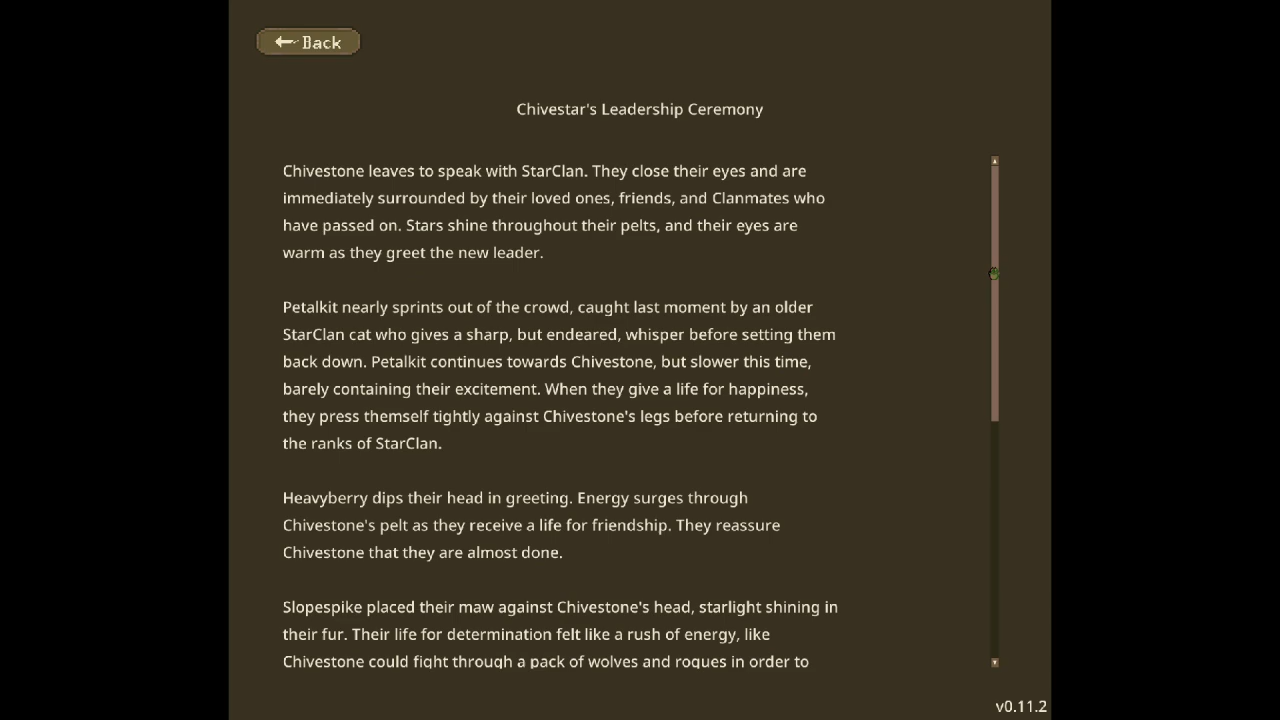 Back
Chivestar's Leadership Ceremony
Chivestone leaves to speak with StarClan. They close their eyes and are
immediately surrounded by their loved ones, friends, and Clanmates who
have passed on. Stars shine throughout their pelts, and their eyes are
warm as they greet the new leader.
Petalkit nearly sprints out of the crowd, caught last moment by an older
StarClan cat who gives a sharp, but endeared, whisper before setting them
back down. Petalkit continues towards Chivestone, but slower this time,
barely containing their excitement. When they give a life for happiness,
they press themself tightly against Chivestone's legs before returning to
the ranks of StarClan.
Heavyberry dips their head in greeting. Energy surges through
Chivestone's pelt as they receive a life for friendship. They reassure
Chivestone that they are almost done.
Slopespike placed their maw against Chivestone's head, starlight shining in
their fur. Their life for determination felt like a rush of energy, like
Chivestone could fight through a pack of wolves and rogues in order to
v0.11.2